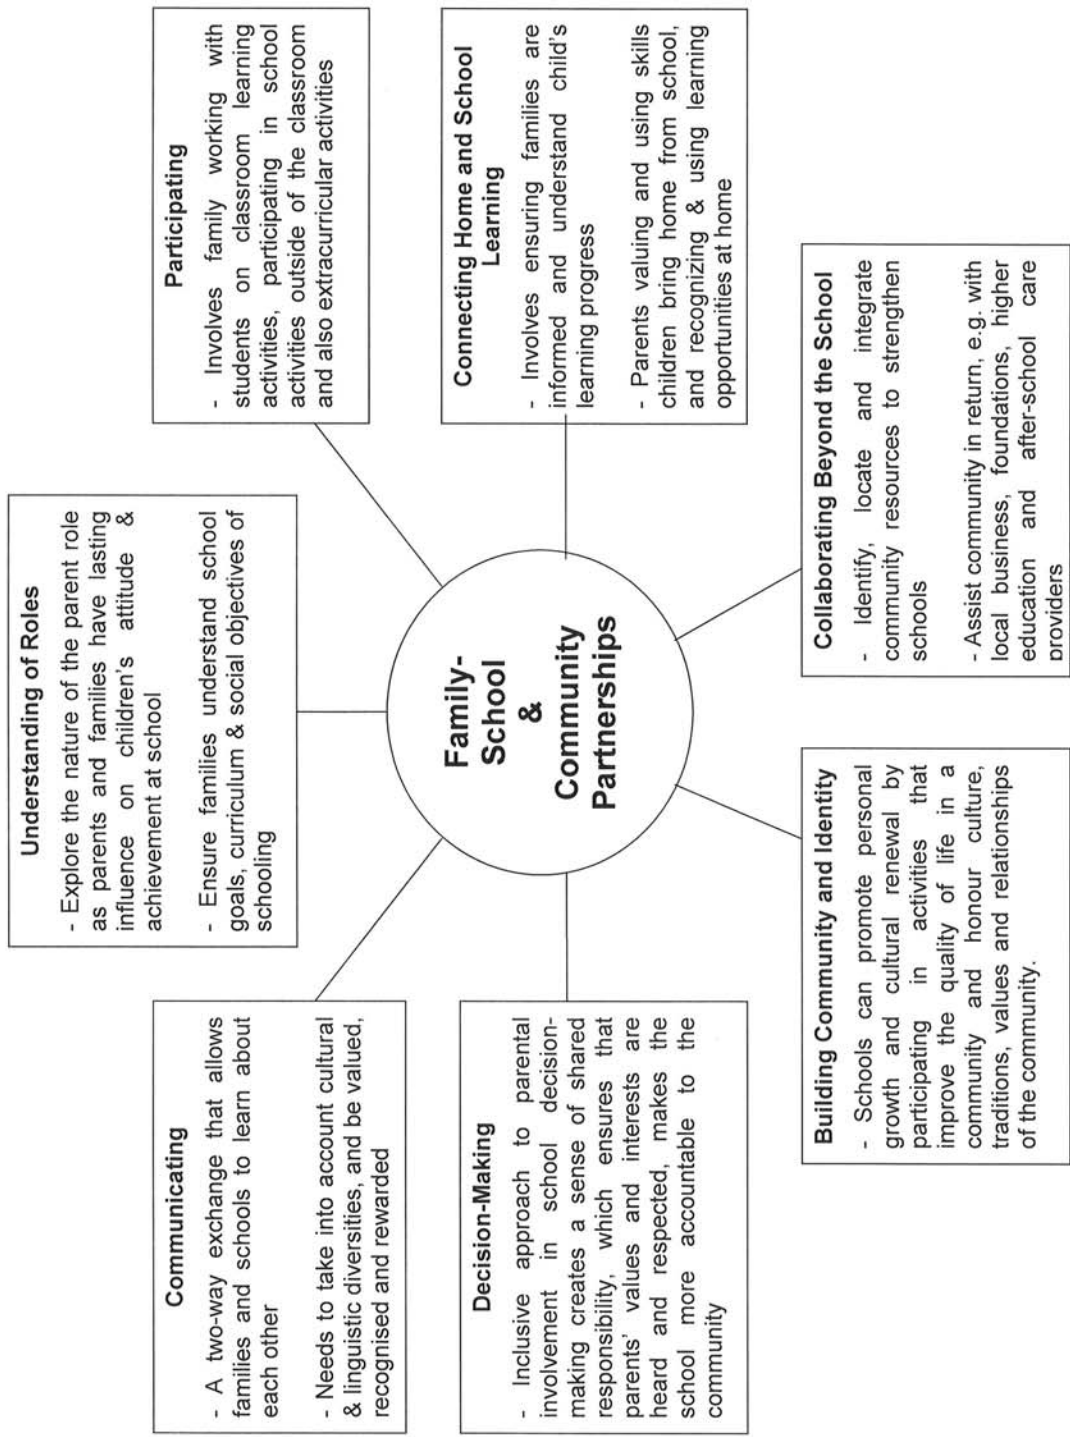 Understanding of Roles
- Explore the nature of the parent role
as parents and families have lasting
influence on children's attitude &
achievement at school
- Ensure families understand school
goals, curriculum & social objectives of
schooling
Communicating
- A two-way exchange that allows
families and schools to learn about
each other
- Needs to take into account cultural
& linguistic diversities, and be valued,
recognised and rewarded
Participating
- Involves family working with
students on classroom learning
activities, participating in school
activities outside of the classroom
and also extracurricular activities
Family-
School
&
Community
Partnerships
Decision-Making
- Inclusive approach to parental
involvement in school decision-
making creates a sense of shared
responsibility, which ensures that
parents' values and interests are
heard and respected, makes the
school more accountable to the
community
Connecting Home and School
Learning
- Involves ensuring families are
informed and understand child's
learning progress
- Parents valuing and using skills
children bring home from school,
and recognizing & using learning
opportunities at home
Building Community and Identity
- Schools can promote personal
growth and cultural renewal by
participating in activities that
improve the quality of life in a
community and honour culture,
traditions, values and relationships
of the community.
Collaborating Beyond the School
- Identify, locate and integrate
community resources to strengthen
schools
- Assist community in return, e.g. with
local business, foundations, higher
education and after-school care
providers